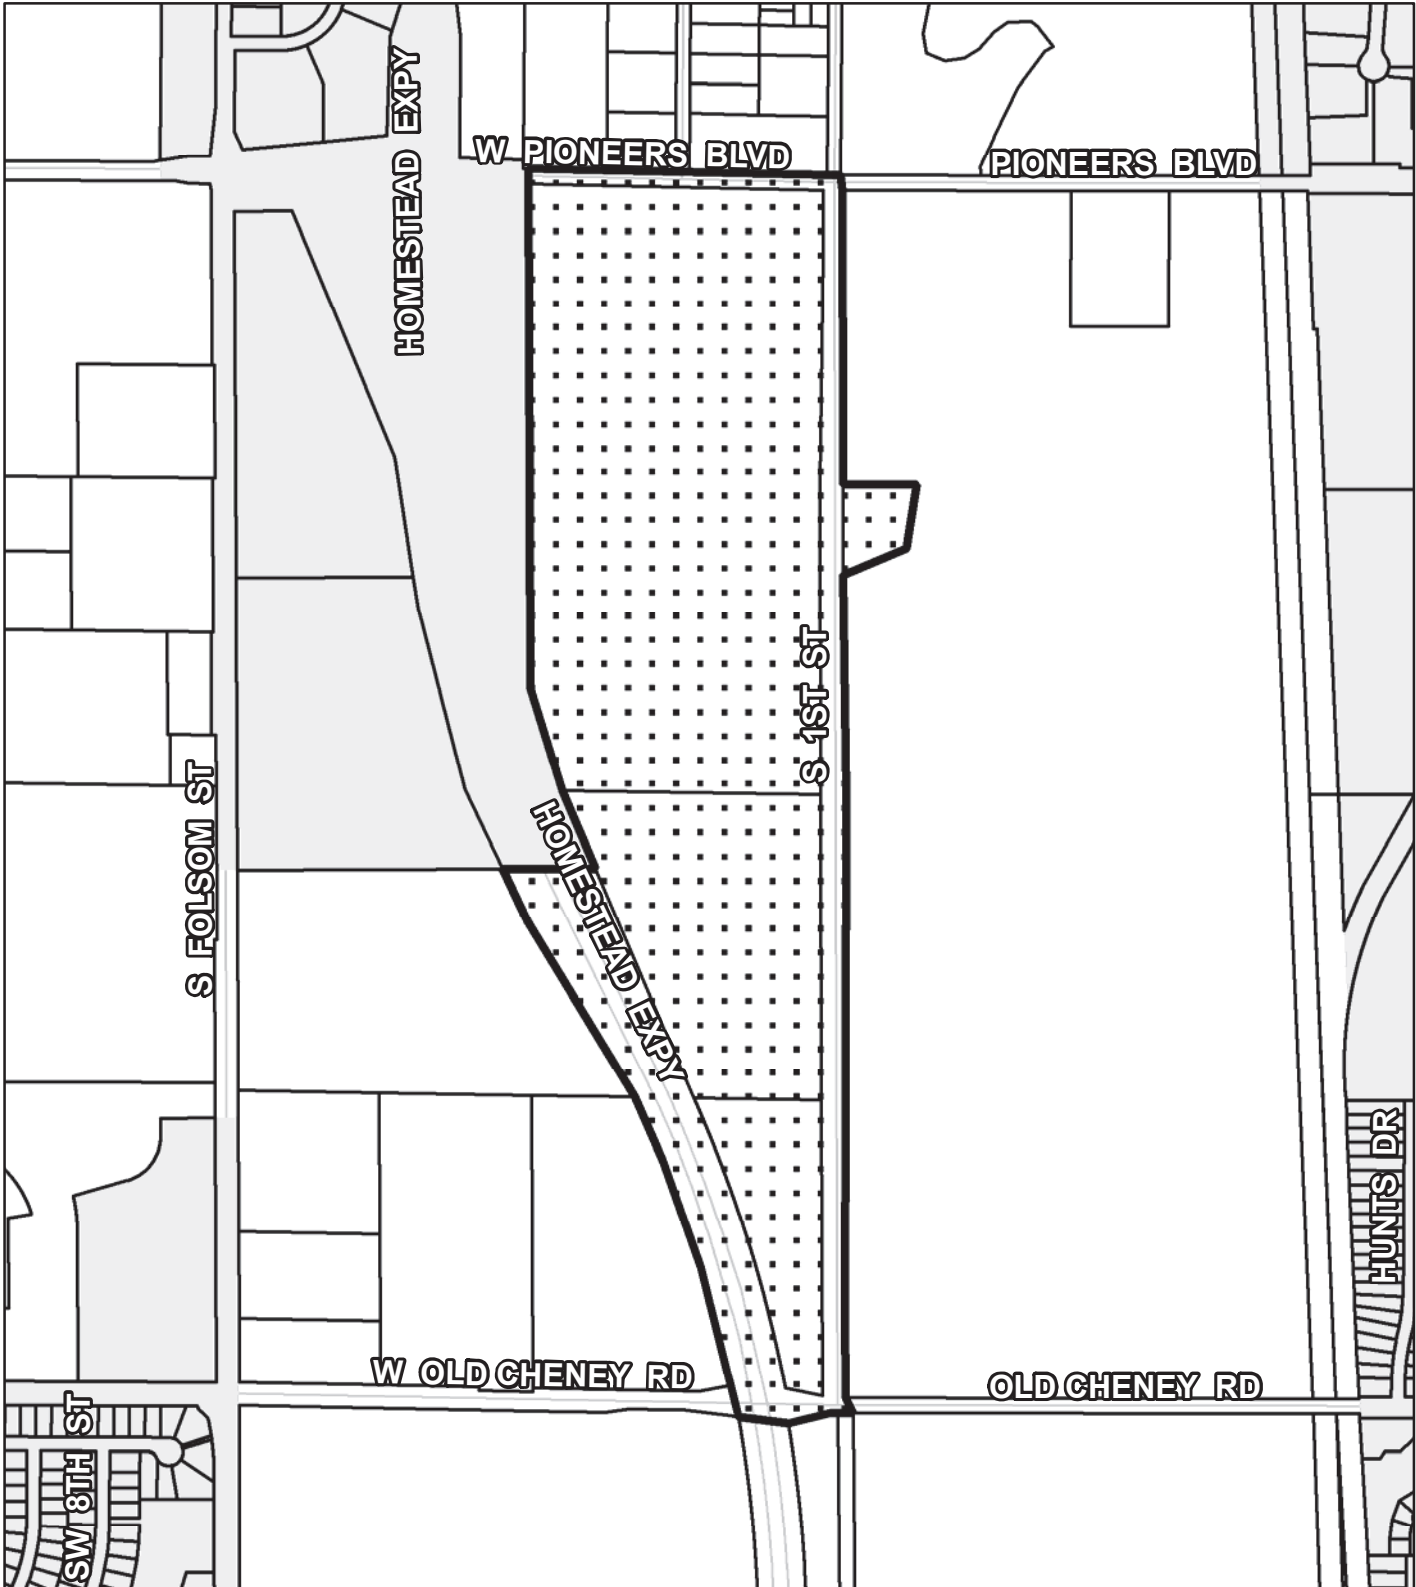 HOMESTEAD EXPY
W PIONEERS BLVD
PIONEERS BLVD
S 1ST ST
S FOLSOM ST
HOMESTEAD EXPY
HUNTS DR
W OLD CHENEY RD
OLD CHENEY RD
SW 8TH ST